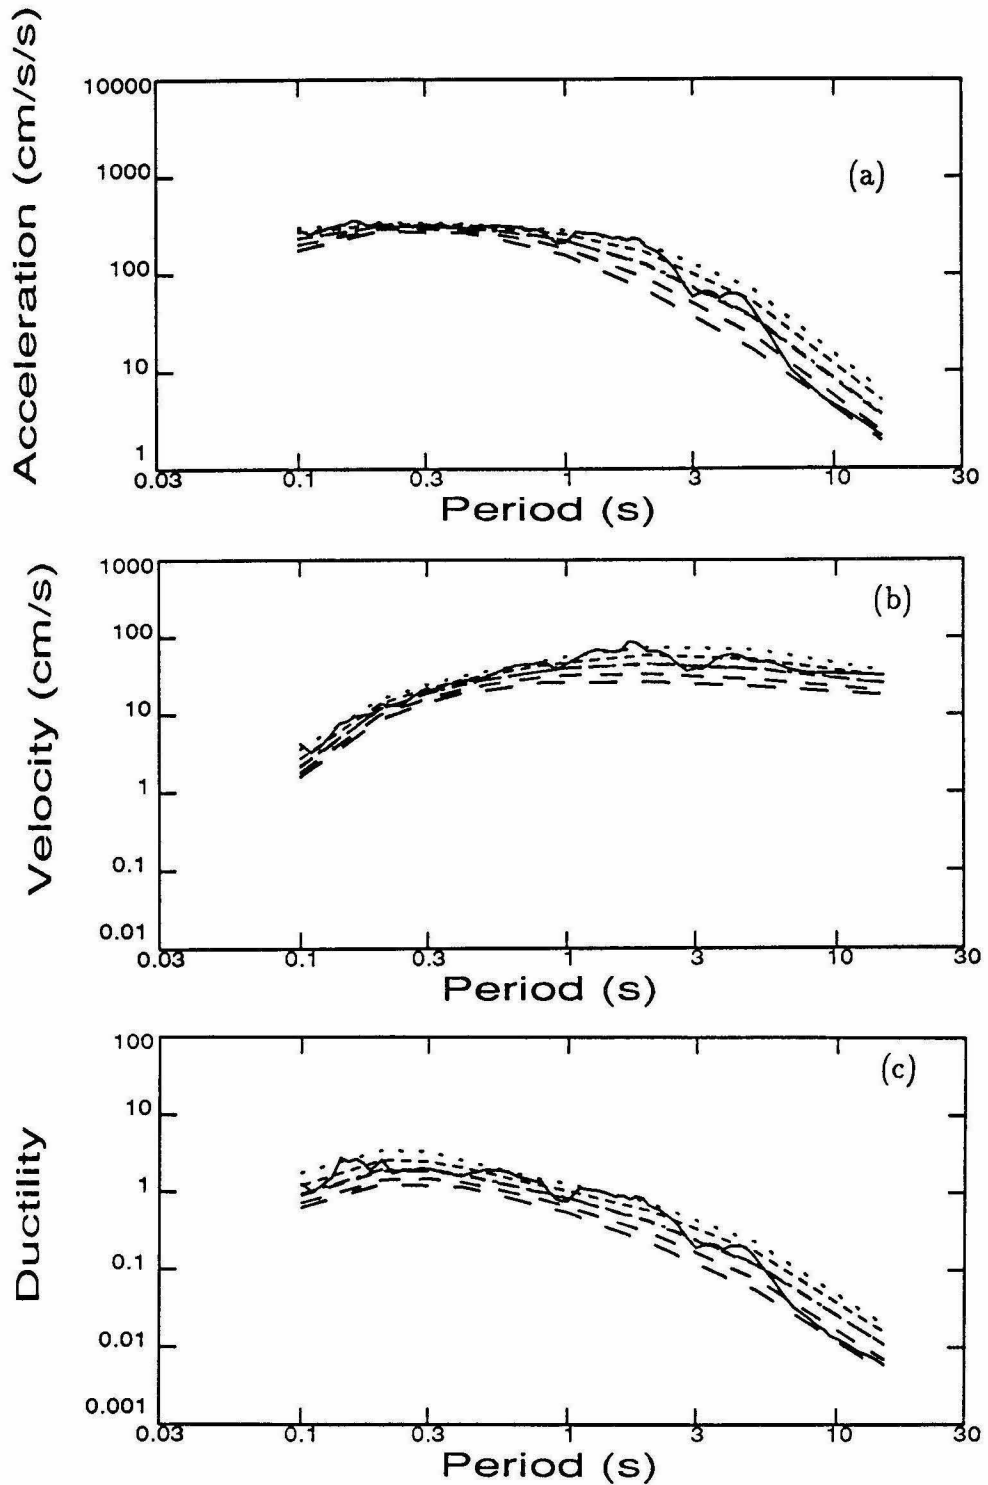 Acceleration (cm/s/s)
10000
1000
100
10
1
(a)
0.03 0.1 0.3 1 3 10 30
Period (s)
Velocity (cm/s)
1000
100
10
1
0.1
0.01
(b)
0.03 0.1 0.3 1 3 10 30
Period (s)
Ductility
100
10
1
0.1
0.01
0.001
(c)
0.03 0.1 0.3 1 3 10 30
Period (s)